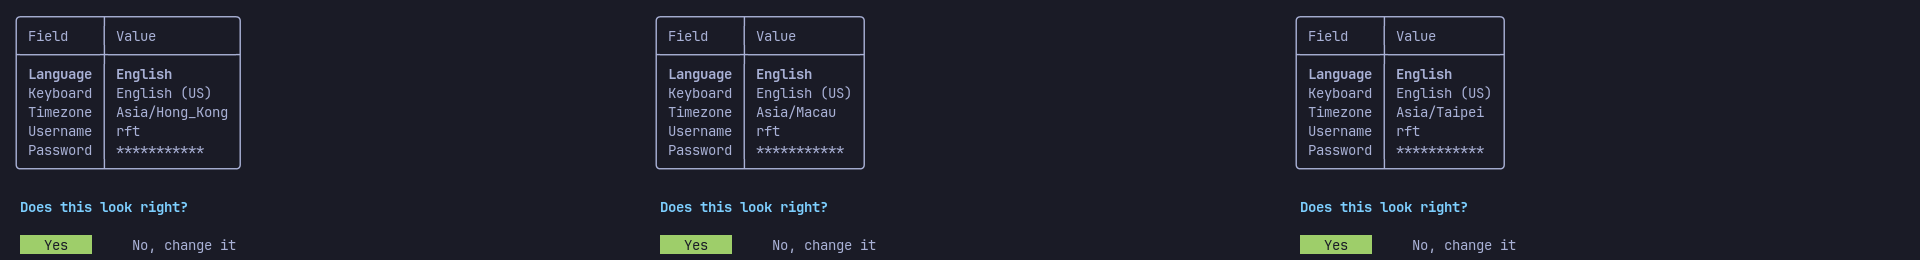 Field Value
Language English
Keyboard English (US)
Timezone Asia/Hong_Kong
Username rft
Password ***********
Does this look right?
Yes No, change it
Field Value
Language English
Keyboard English (US)
Timezone Asia/Macau
Username rft
Password ***********
Does this look right?
Yes No, change it
Field Value
Language English
Keyboard English (US)
Timezone Asia/Taipei
Username rft
Password ***********
Does this look right?
Yes No, change it